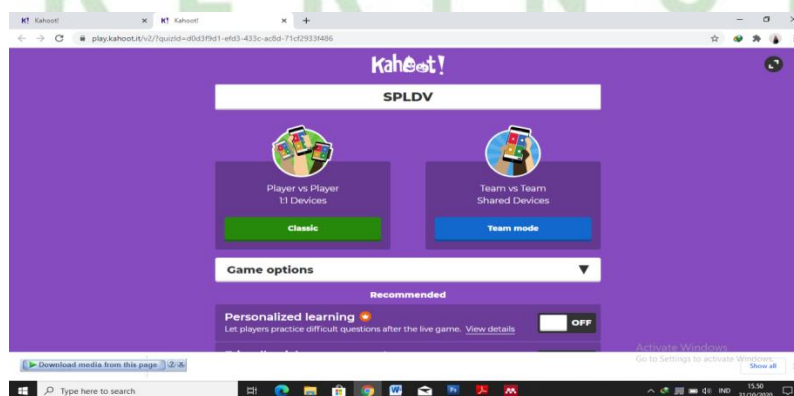 K! Kahoot!
K! Kahoot!
play.kahoot.it/v2/?quizId=d0d3f9d1-efd3-433c-ac8d-71cf2933f486
Kahoot!
SPLDV
Player vs Player
1:1 Devices
Classic
Team vs Team
Shared Devices
Team mode
Game options
Recommended
Personalized learning
Let players practice difficult questions after the live game. View details
OFF
Activate Windows
Go to Settings to activate Windows.
Download media from this page
Show all
Type here to search
IND
15.50
31/10/2020